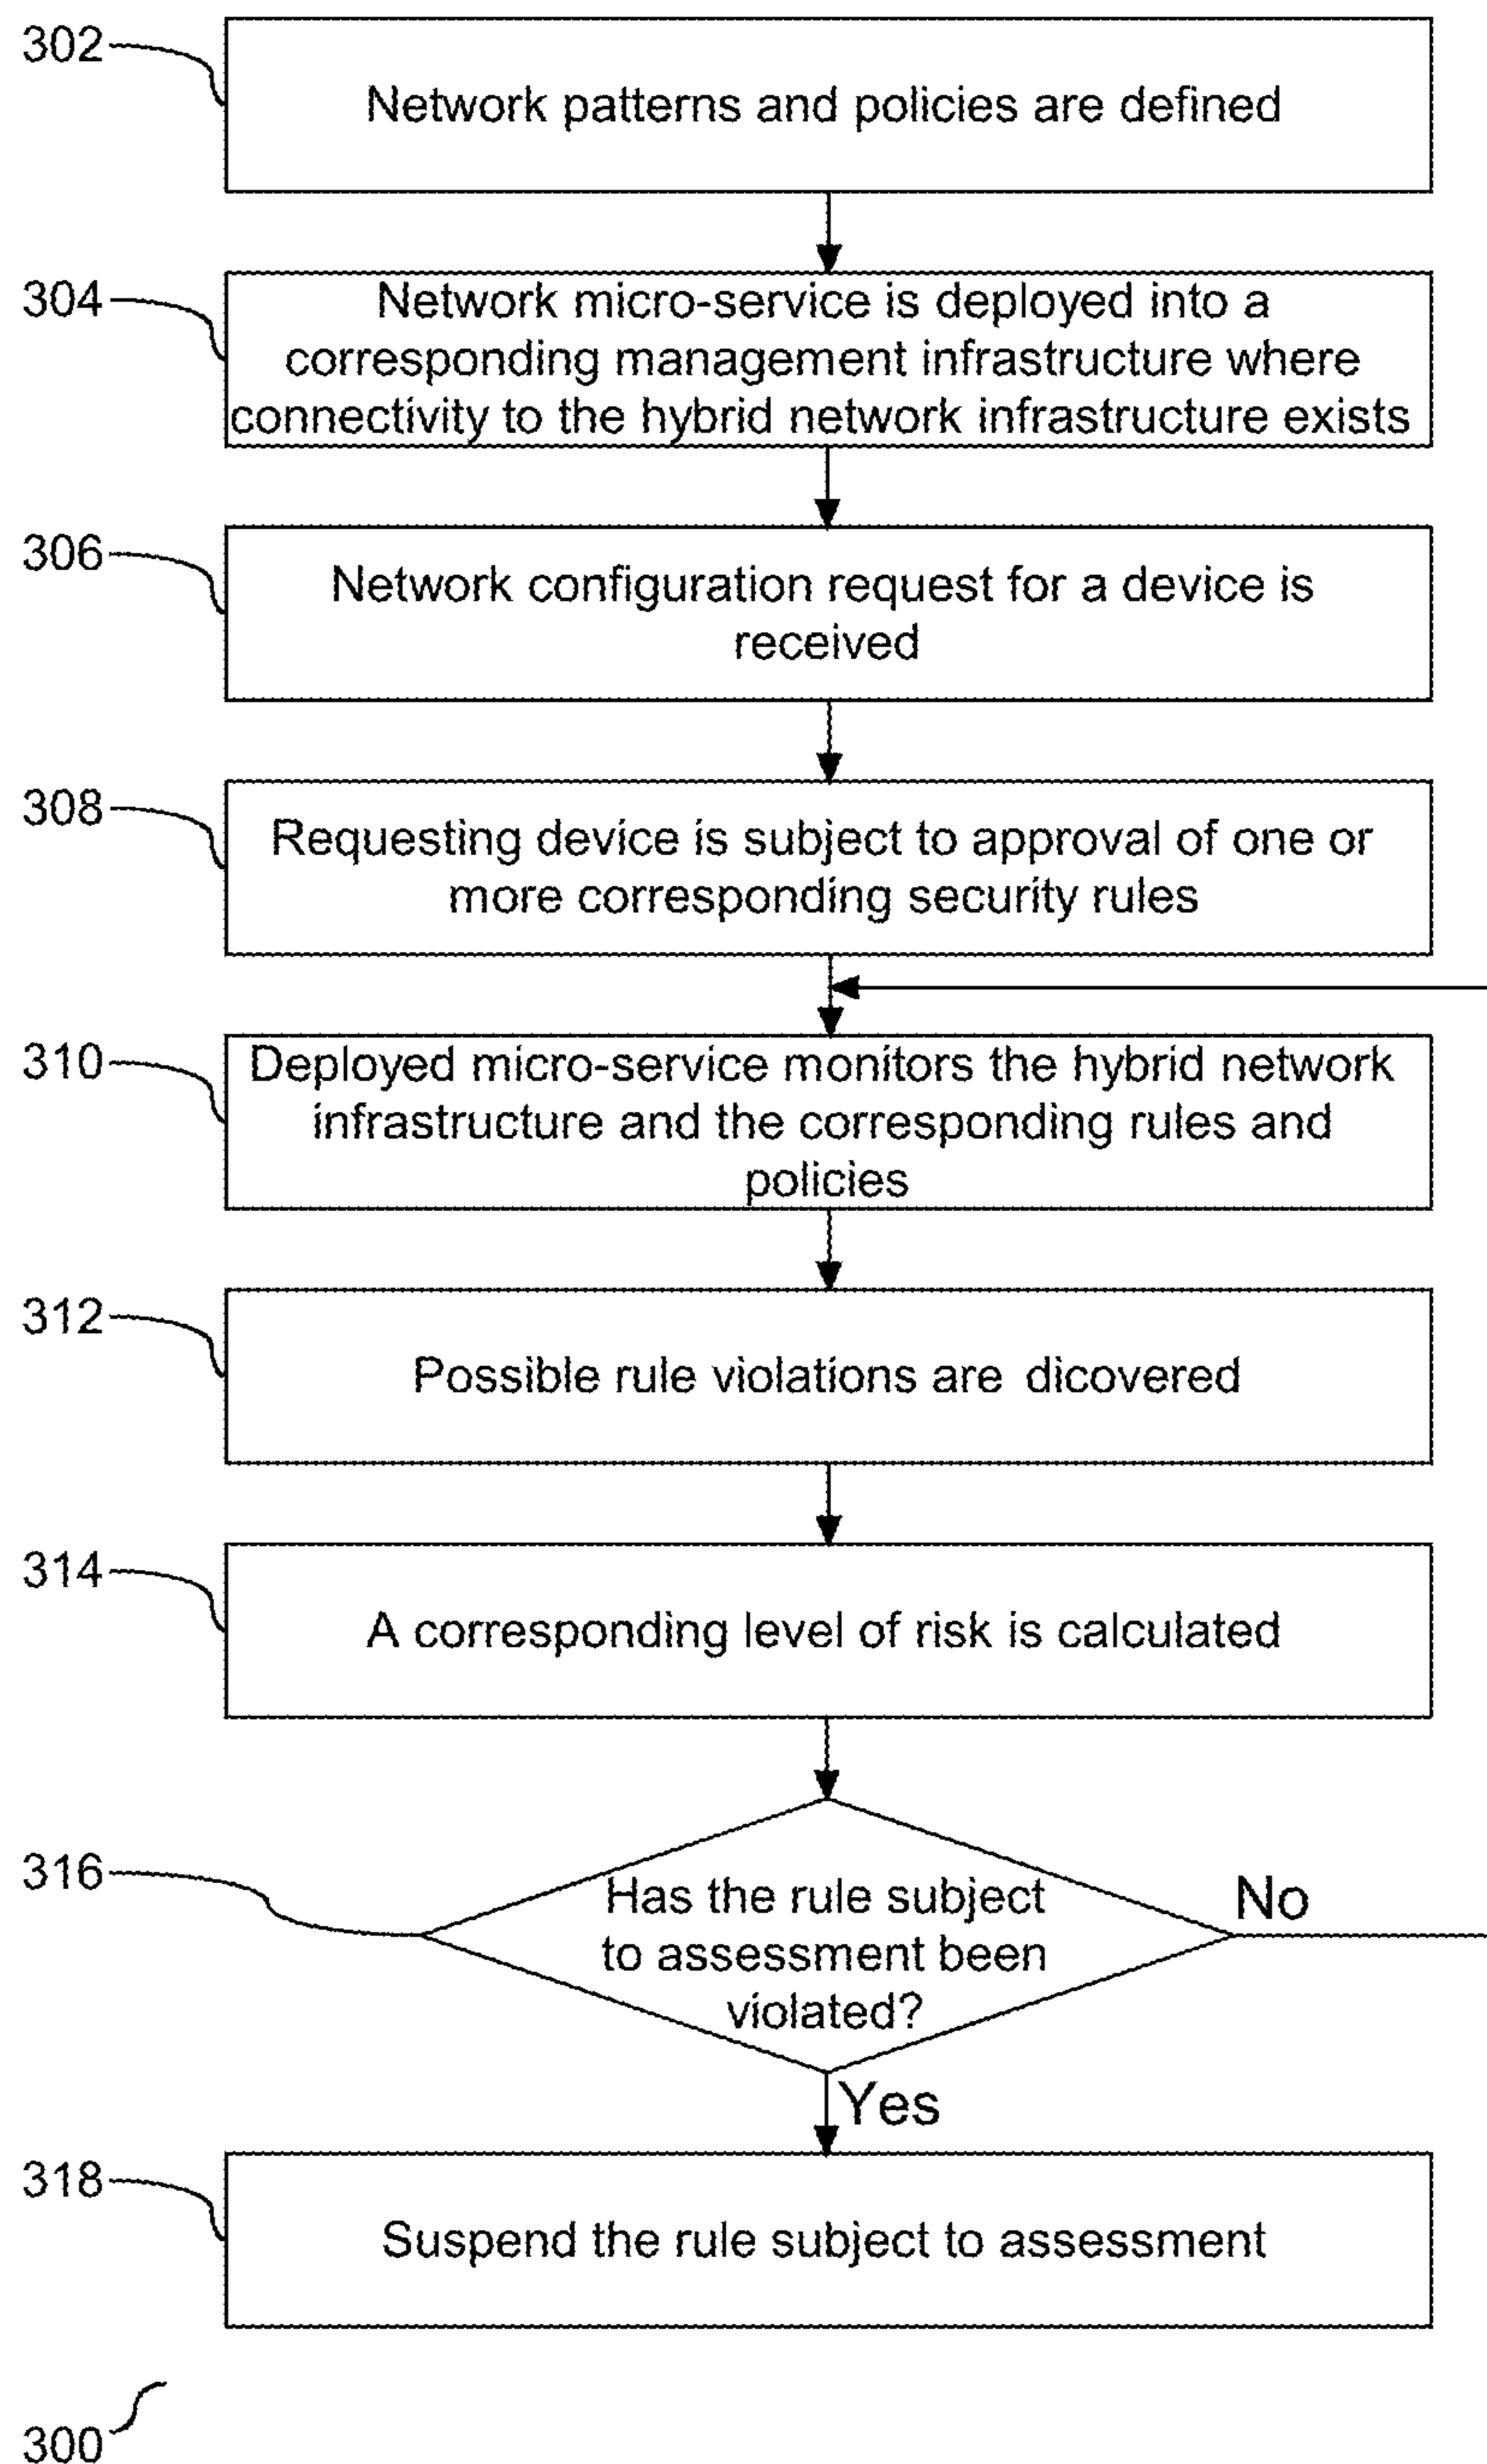 302
Network patterns and policies are defined
304
Network micro-service is deployed into a
corresponding management infrastructure where
connectivity to the hybrid network infrastructure exists
306
Network configuration request for a device is
received
308
Requesting device is subject to approval of one or
more corresponding security rules
310
Deployed micro-service monitors the hybrid network
infrastructure and the corresponding rules and
policies
312
Possible rule violations are dicovered
314
A corresponding level of risk is calculated
316
Has the rule subject
to assessment been
violated?
No
Yes
318
Suspend the rule subject to assessment
300